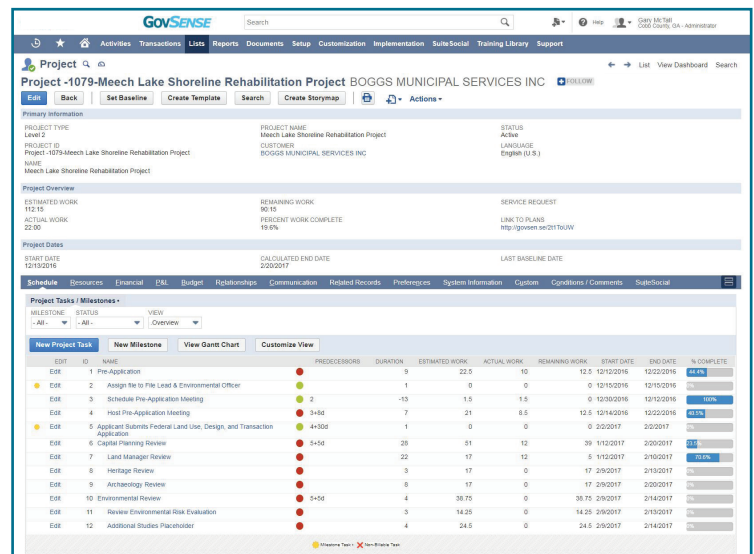 GOVSENSE
Search
Help
Gary McTall
Cobb County, GA - Administrator
Activities Transactions Lists Reports Documents Setup Customization Implementation SuiteSocial Training Library Support
Project
List View Dashboard Search
Project -1079-Meech Lake Shoreline Rehabilitation Project BOGGS MUNICIPAL SERVICES INC FOLLOW
Edit Back Set Baseline Create Template Search Create Storymap Actions
Primary Information
PROJECT TYPE PROJECT NAME STATUS
Level 2 Meech Lake Shoreline Rehabilitation Project Active
PROJECT ID CUSTOMER LANGUAGE
Project -1079-Meech Lake Shoreline Rehabilitation Project BOGGS MUNICIPAL SERVICES INC English (U.S.)
NAME
Meech Lake Shoreline Rehabilitation Project
Project Overview
ESTIMATED WORK REMAINING WORK SERVICE REQUEST
112:15 90:15
ACTUAL WORK PERCENT WORK COMPLETE LINK TO PLANS
22:00 19.6% http://govsen.se/2t1ToUW
Project Dates
START DATE CALCULATED END DATE LAST BASELINE DATE
12/13/2016 2/20/2017
Schedule Resources Financial P&L Budget Relationships Communication Related Records Preferences System Information Custom Conditions / Comments SuiteSocial
Project Tasks / Milestones
MILESTONE STATUS VIEW
- All - - All - .Overview
New Project Task New Milestone View Gantt Chart Customize View
EDIT ID NAME PREDECESSORS DURATION ESTIMATED WORK ACTUAL WORK REMAINING WORK START DATE END DATE % COMPLETE
Edit 1 Pre-Application 9 22.5 10 12.5 12/12/2016 12/22/2016 44.4%
Edit 2 Assign file to File Lead & Environmental Officer 1 0 0 0 12/15/2016 12/15/2016 0%
Edit 3 Schedule Pre-Application Meeting 2 -13 1.5 1.5 0 12/30/2016 12/13/2016 100%
Edit 4 Host Pre-Application Meeting 3+8d 7 21 8.5 12.5 12/14/2016 12/22/2016 40.5%
Edit 5 Applicant Submits Federal Land Use, Design, and Transaction Application 4+30d 1 0 0 0 2/2/2017 2/2/2017 0%
Edit 6 Capital Planning Review 5+5d 28 51 12 39 1/12/2017 2/20/2017 23.5%
Edit 7 Land Manager Review 22 17 12 5 1/12/2017 2/10/2017 70.6%
Edit 8 Heritage Review 3 17 0 17 2/9/2017 2/13/2017 0%
Edit 9 Archaeology Review 8 17 0 17 2/9/2017 2/20/2017 0%
Edit 10 Environmental Review 5+5d 4 38.75 0 38.75 2/9/2017 2/14/2017 0%
Edit 11 Review Environmental Risk Evaluation 3 14.25 0 14.25 2/9/2017 2/13/2017 0%
Edit 12 Additional Studies Placeholder 4 24.5 0 24.5 2/9/2017 2/14/2017 0%
Milestone Task Non-Billable Task